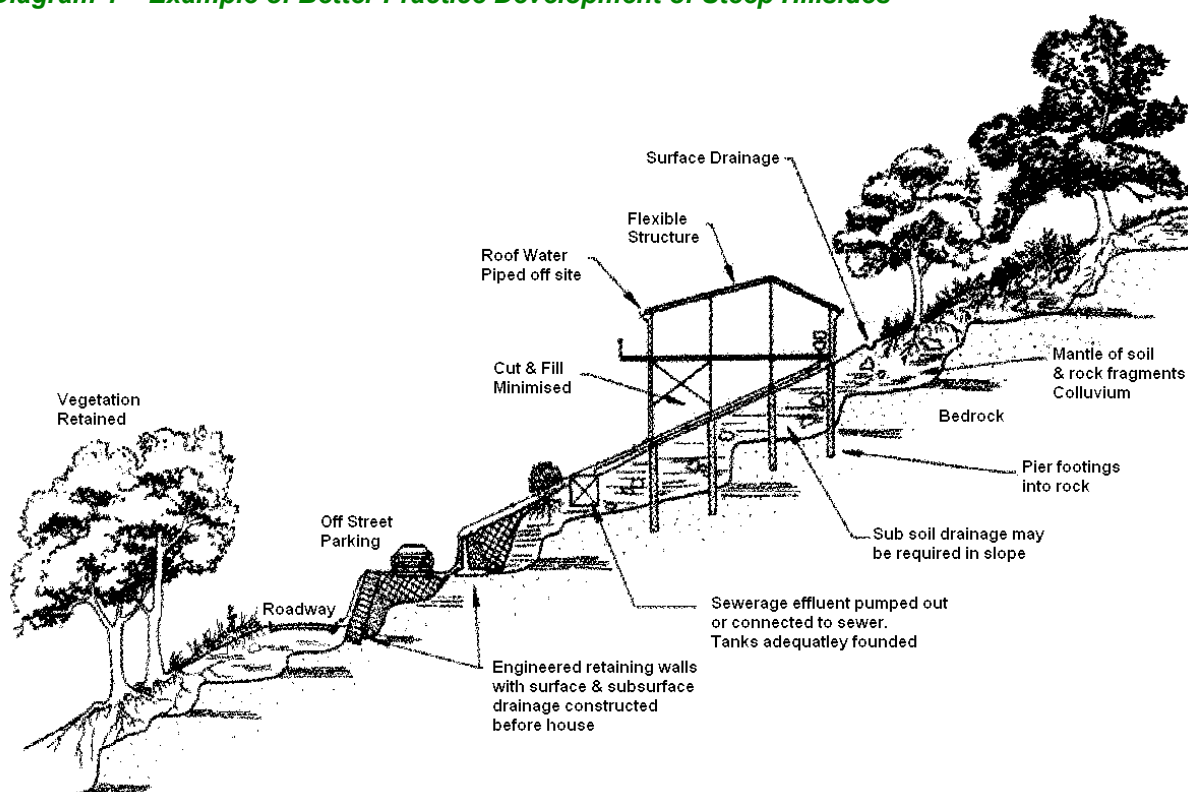 Diagram 1 – Example of Better Practice Development of Steep Hillsides
Surface Drainage
Flexible
Structure
Roof Water
Piped off site
Cut & Fill
Minimised
Mantle of soil
& rock fragments
Colluvium
Vegetation
Retained
Bedrock
Pier footings
into rock
Off Street
Parking
Sub soil drainage may
be required in slope
Roadway
Sewerage effluent pumped out
or connected to sewer.
Tanks adequatley founded
Engineered retaining walls
with surface & subsurface
drainage constructed
before house